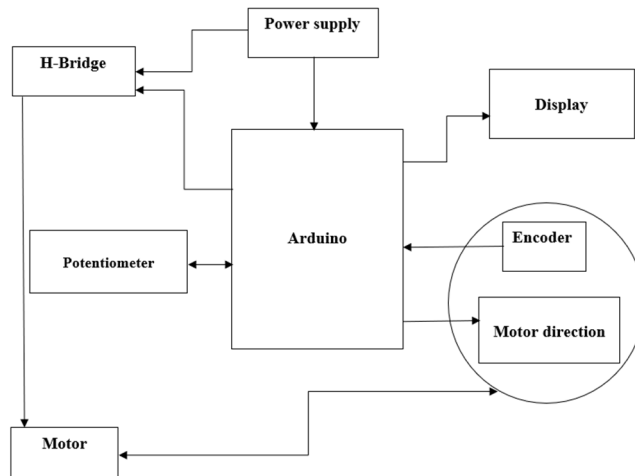 Power supply
H-Bridge
Display
Arduino
Encoder
Potentiometer
Motor direction
Motor